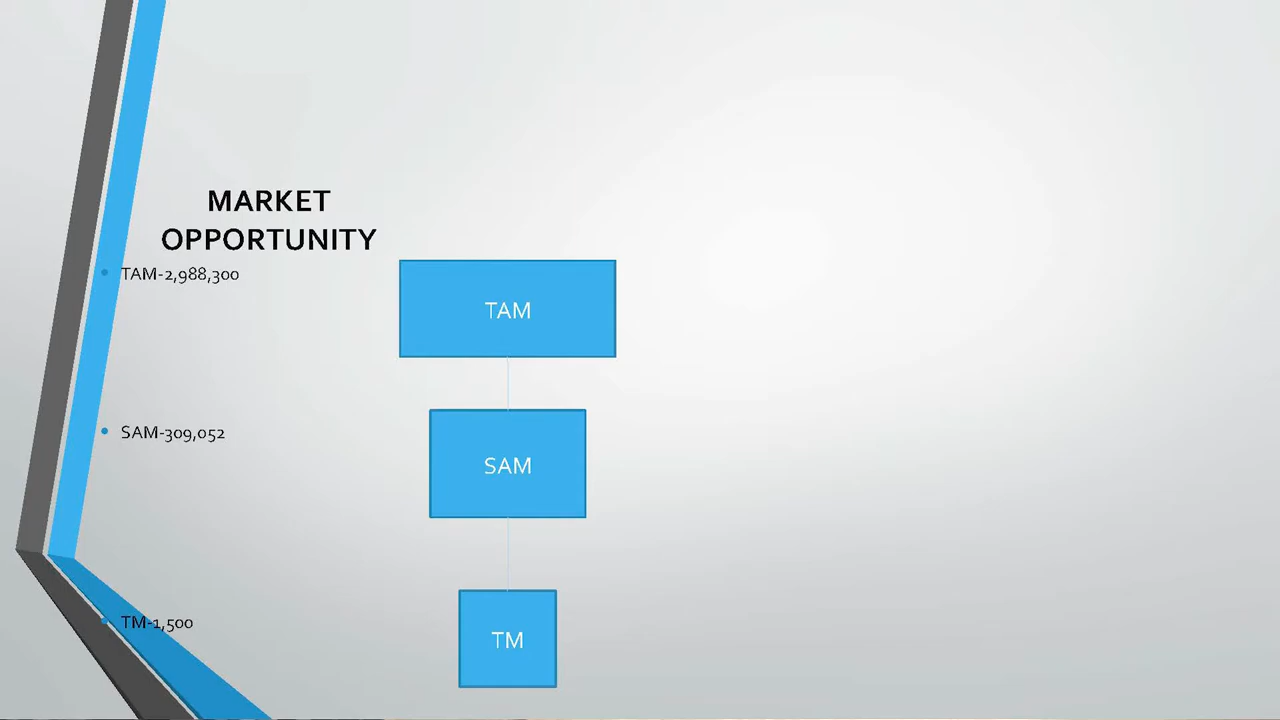 MARKET
OPPORTUNITY
TAM-2,988,300
TAM
SAM-309,052
SAM
TM-1,500
TM